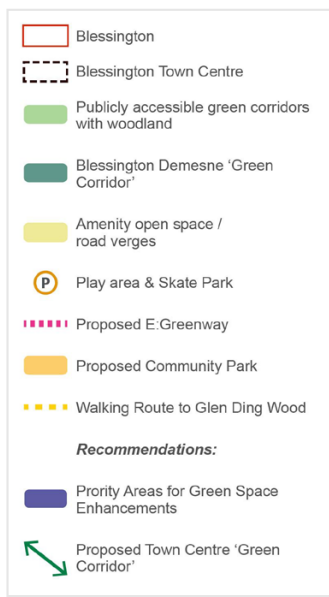 Blessington
Blessington Town Centre
Publicly accessible green corridors
with woodland
Blessington Demesne ‘Green
Corridor’
Amenity open space /
road verges
P Play area & Skate Park
Proposed E:Greenway
Proposed Community Park
Walking Route to Glen Ding Wood
Recommendations:
Prority Areas for Green Space
Enhancements
Proposed Town Centre ‘Green
Corridor’